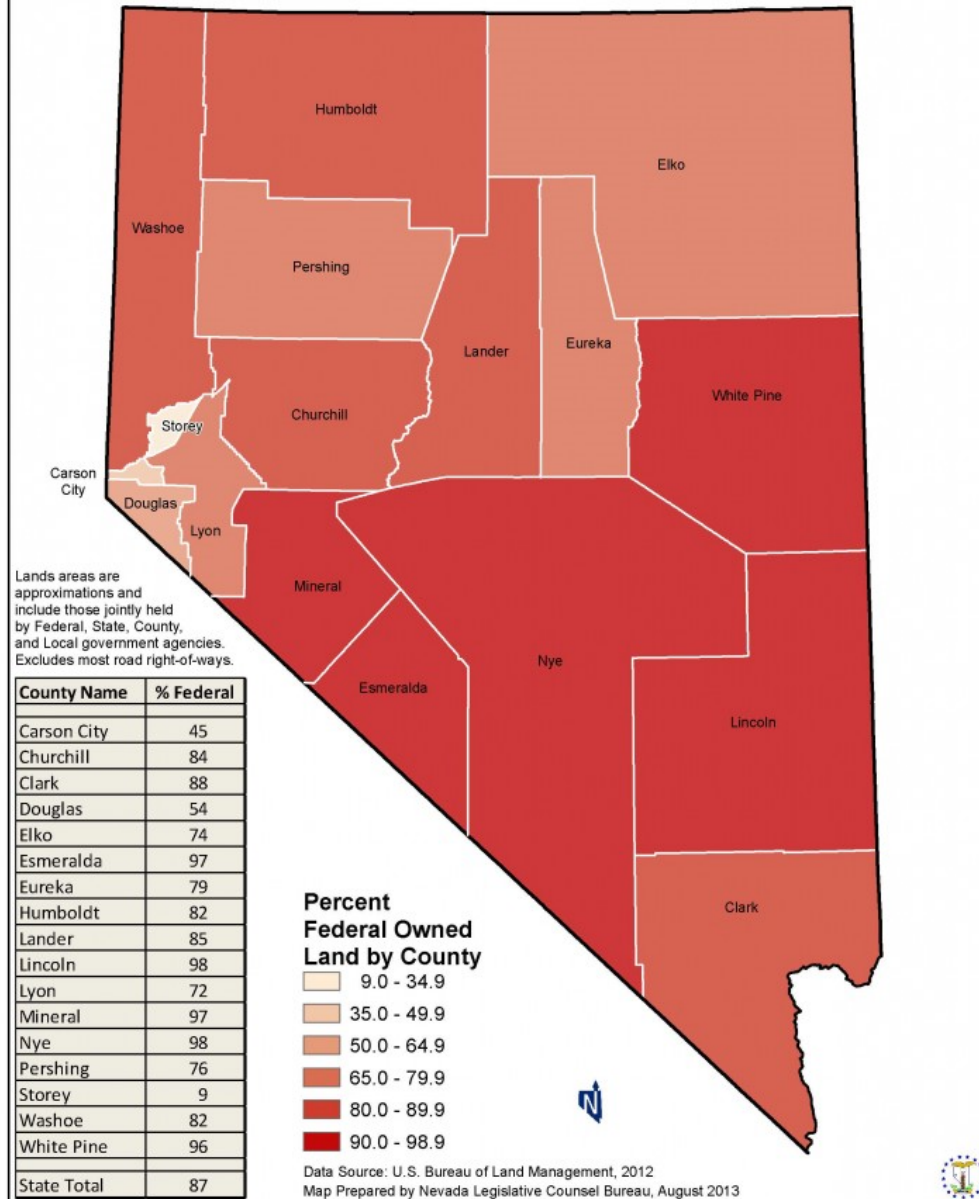 Humboldt
Elko
Washoe
Pershing
Lander
Eureka
White Pine
Churchill
Storey
Carson
City
Douglas
Lyon
Mineral
Nye
Esmeralda
Lincoln
Clark
Lands areas are
approximations and
include those jointly held
by Federal, State, County,
and Local government agencies.
Excludes most road right-of-ways.
County Name % Federal
Carson City 45
Churchill 84
Clark 88
Douglas 54
Elko 74
Esmeralda 97
Eureka 79
Humboldt 82
Lander 85
Lincoln 98
Lyon 72
Mineral 97
Nye 98
Pershing 76
Storey 9
Washoe 82
White Pine 96
State Total 87
Percent
Federal Owned
Land by County
9.0 - 34.9
35.0 - 49.9
50.0 - 64.9
65.0 - 79.9
80.0 - 89.9
90.0 - 98.9
N
Data Source: U.S. Bureau of Land Management, 2012
Map Prepared by Nevada Legislative Counsel Bureau, August 2013